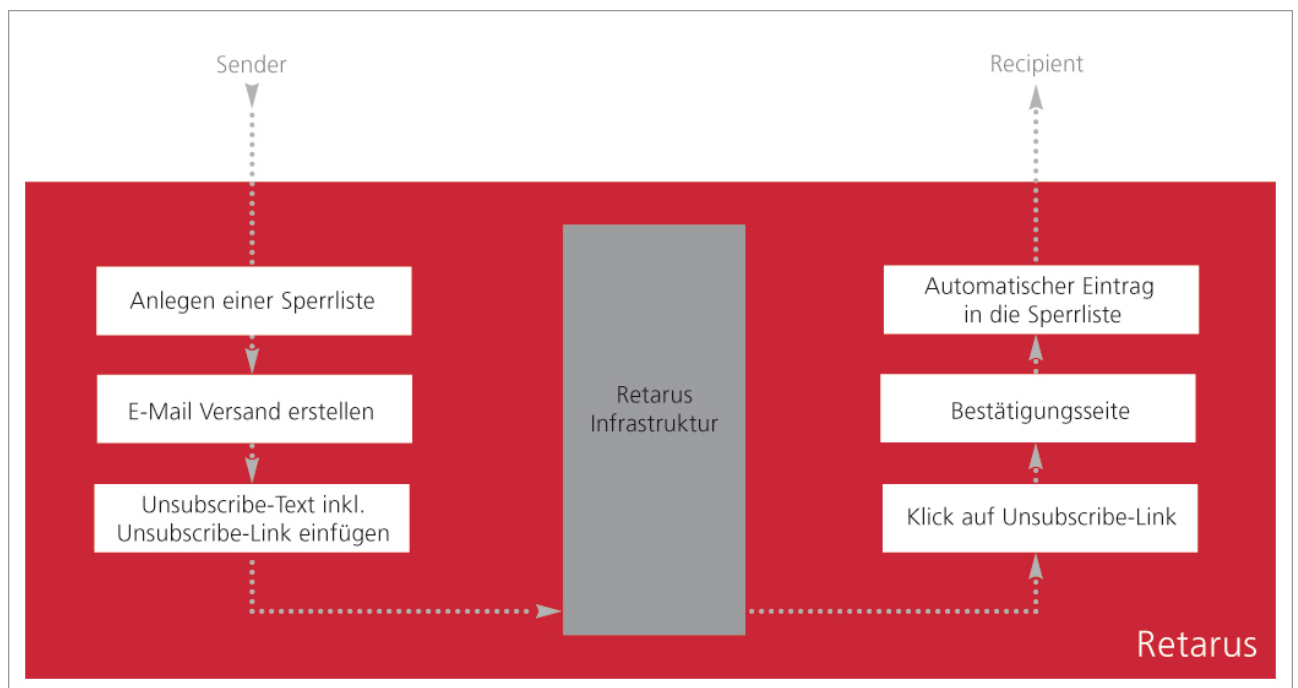 Sender
Recipient
Anlegen einer Sperrliste
E-Mail Versand erstellen
Unsubscribe-Text inkl.
Unsubscribe-Link einfügen
Retarus
Infrastruktur
Automatischer Eintrag
in die Sperrliste
Bestätigungsseite
Klick auf Unsubscribe-Link
Retarus